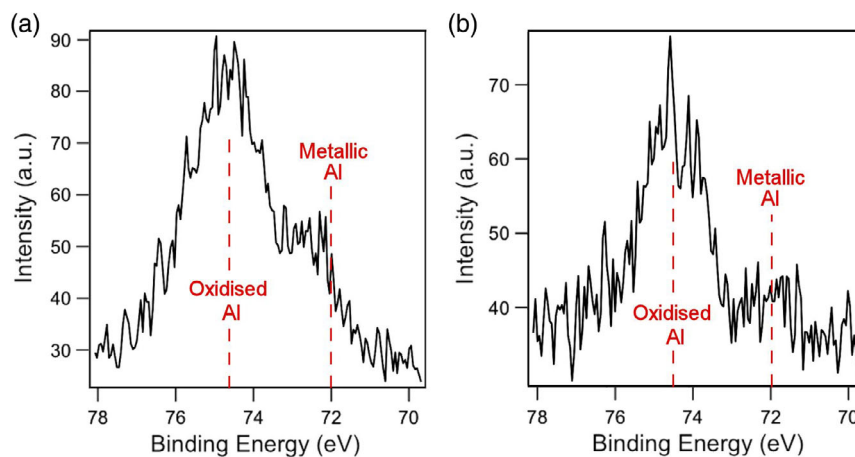 (a)
90
80
70
60
50
40
30
Intensity (a.u.)
Metallic
Al
Oxidised
Al
78 76 74 72 70
Binding Energy (eV)
(b)
70
60
50
40
Intensity (a.u.)
Metallic
Al
Oxidised
Al
78 76 74 72 70
Binding Energy (eV)